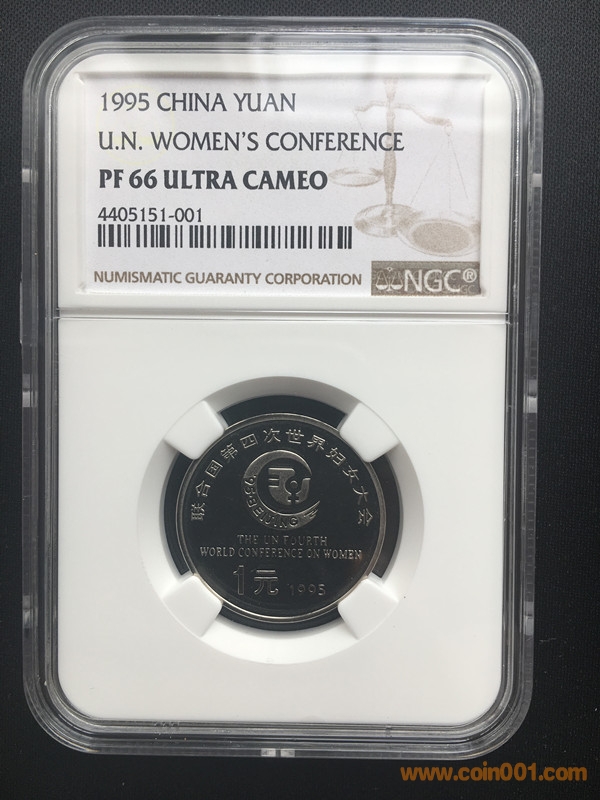 1995 CHINA YUAN
U.N. WOMEN'S CONFERENCE
PF 66 ULTRA CAMEO
4405151-001
NUMISMATIC GUARANTY CORPORATION
NGC®
联合国第四次世界妇女大会
95BEIJING
THE UN FOURTH
WORLD CONFERENCE ON WOMEN
1元 1995
www.coin001.com